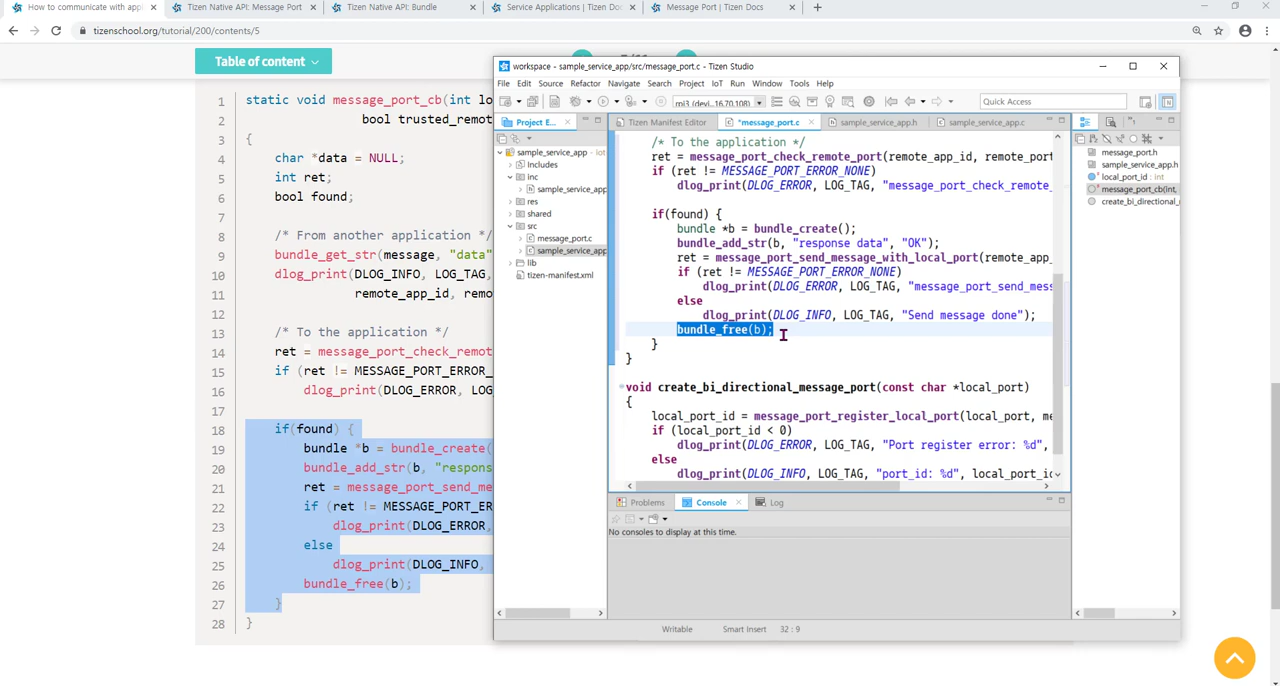 How to communicate with appl
Tizen Native API: Message Port
Tizen Native API: Bundle
Service Applications | Tizen Do
Message Port | Tizen Docs
tizenschool.org/tutorial/200/contents/5
Table of content
1 static void message_port_cb(int lo
2 bool trusted_remot
3 {
4 char *data = NULL;
5 int ret;
6 bool found;
7
8 /* From another application */
9 bundle_get_str(message, "data"
10 dlog_print(DLOG_INFO, LOG_TAG,
11 remote_app_id, remo
12
13 /* To the application */
14 ret = message_port_check_remot
15 if (ret != MESSAGE_PORT_ERROR_
16 dlog_print(DLOG_ERROR, LOG
17
18 if(found) {
19 bundle *b = bundle_create(
20 bundle_add_str(b, "respons
21 ret = message_port_send_me
22 if (ret != MESSAGE_PORT_ER
23 dlog_print(DLOG_ERROR,
24 else
25 dlog_print(DLOG_INFO,
26 bundle_free(b);
27 }
28 }
workspace - sample_service_app/src/message_port.c - Tizen Studio
File Edit Source Refactor Navigate Search Project IoT Run Window Tools Help
rpi3 (devi...16.70.108)
Quick Access
Project E...
sample_service_app - iot
Includes
inc
sample_service_app
res
shared
src
message_port.c
sample_service_app
lib
tizen-manifest.xml
Tizen Manifest Editor
*message_port.c
sample_service_app.h
sample_service_app.c
/* To the application */
ret = message_port_check_remote_port(remote_app_id, remote_port
if (ret != MESSAGE_PORT_ERROR_NONE)
dlog_print(DLOG_ERROR, LOG_TAG, "message_port_check_remote_
if(found) {
bundle *b = bundle_create();
bundle_add_str(b, "response data", "OK");
ret = message_port_send_message_with_local_port(remote_app_
if (ret != MESSAGE_PORT_ERROR_NONE)
dlog_print(DLOG_ERROR, LOG_TAG, "message_port_send_mess
else
dlog_print(DLOG_INFO, LOG_TAG, "Send message done");
bundle_free(b);
}
}
void create_bi_directional_message_port(const char *local_port)
{
local_port_id = message_port_register_local_port(local_port, me
if (local_port_id < 0)
dlog_print(DLOG_ERROR, LOG_TAG, "Port register error: %d",
else
dlog_print(DLOG_INFO, LOG_TAG, "port_id: %d", local_port_id
message_port.h
sample_service_app.h
local_port_id : int
message_port_cb(int,
create_bi_directional_
Problems
Console
Log
No consoles to display at this time.
Writable
Smart Insert
32 : 9